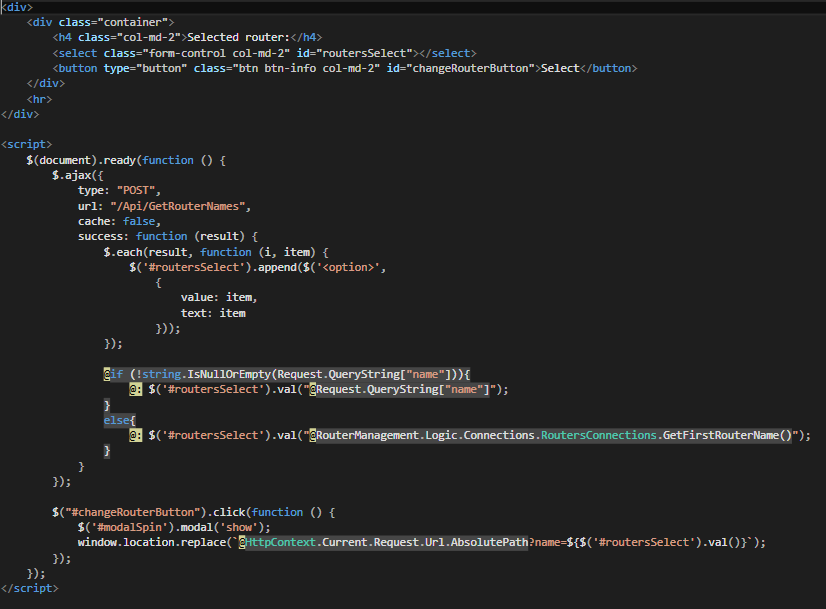 <div>
    <div class="container">
        <h4 class="col-md-2">Selected router:</h4>
        <select class="form-control col-md-2" id="routersSelect"></select>
        <button type="button" class="btn btn-info col-md-2" id="changeRouterButton">Select</button>
    </div>
    <hr>
</div>

<script>
    $(document).ready(function () {
        $.ajax({
            type: "POST",
            url: "/Api/GetRouterNames",
            cache: false,
            success: function (result) {
                $.each(result, function (i, item) {
                    $('#routersSelect').append($('<option>',
                        {
                            value: item,
                            text: item
                        }));
                });

                @if (!string.IsNullOrEmpty(Request.QueryString["name"])){
                    @: $('#routersSelect').val("@Request.QueryString["name"]");
                }
                else{
                    @: $('#routersSelect').val("@RouterManagement.Logic.Connections.RoutersConnections.GetFirstRouterName()");
                }
            }
        });

        $("#changeRouterButton").click(function () {
            $('#modalSpin').modal('show');
            window.location.replace(`@HttpContext.Current.Request.Url.AbsolutePath?name=${$('#routersSelect').val()}`);
        });
    });
</script>